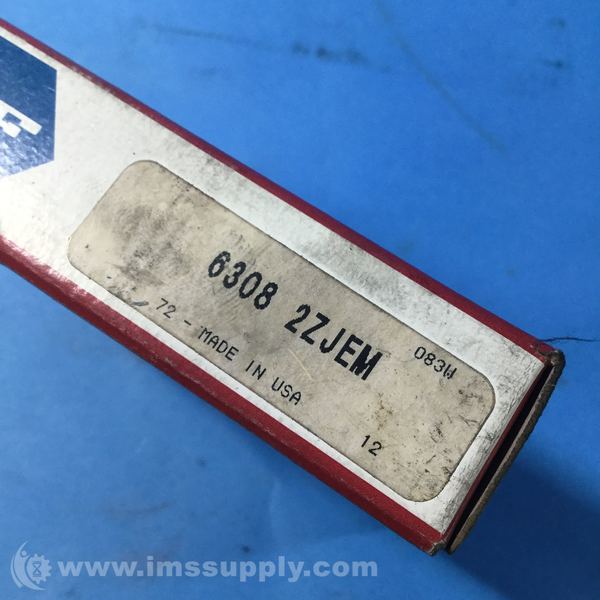 6308 2ZJEM
083W
72 - MADE IN USA
12
www.imssupply.com